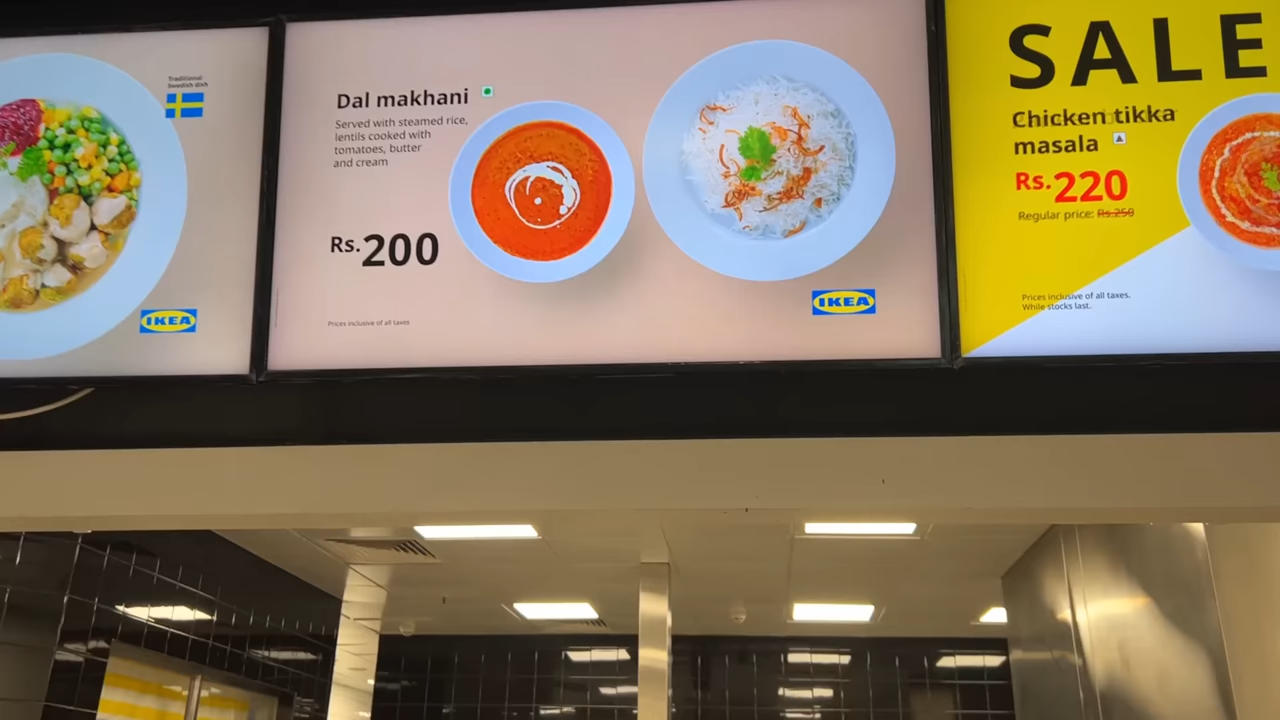 Traditional
Swedish dish
IKEA
Dal makhani
Served with steamed rice,
lentils cooked with
tomatoes, butter
and cream
Rs.200
Prices inclusive of all taxes
IKEA
SALE
Chicken tikka
masala
Rs.220
Regular price: Rs.250
Prices inclusive of all taxes.
While stocks last.